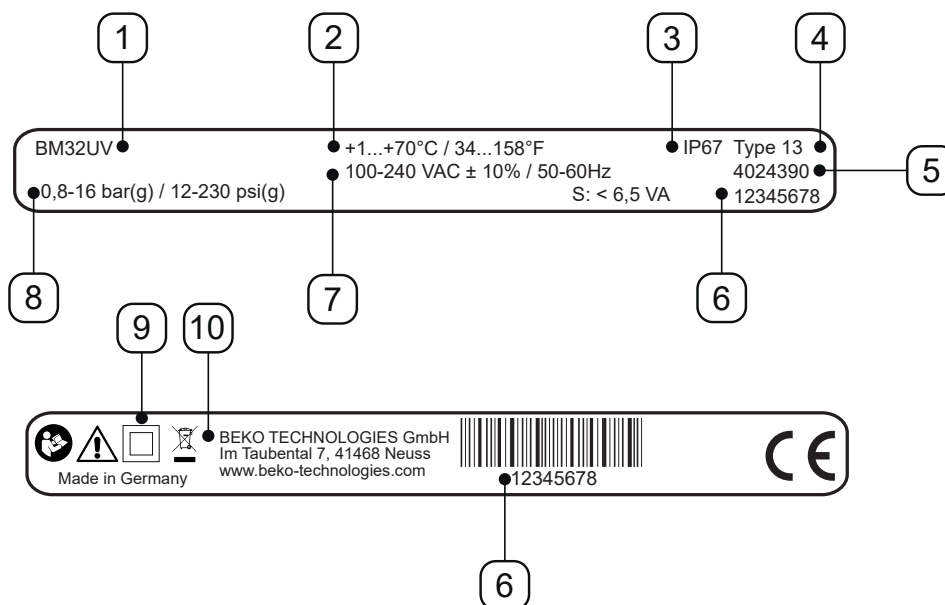 1 2 3 4
BM32UV +1...+70°C / 34...158°F IP67 Type 13
100-240 VAC ± 10% / 50-60Hz 4024390 5
0,8-16 bar(g) / 12-230 psi(g) S: < 6,5 VA 12345678
8 7 6
9 10
BEKO TECHNOLOGIES GmbH
Im Taubental 7, 41468 Neuss
Made in Germany www.beko-technologies.com
12345678
CE
6